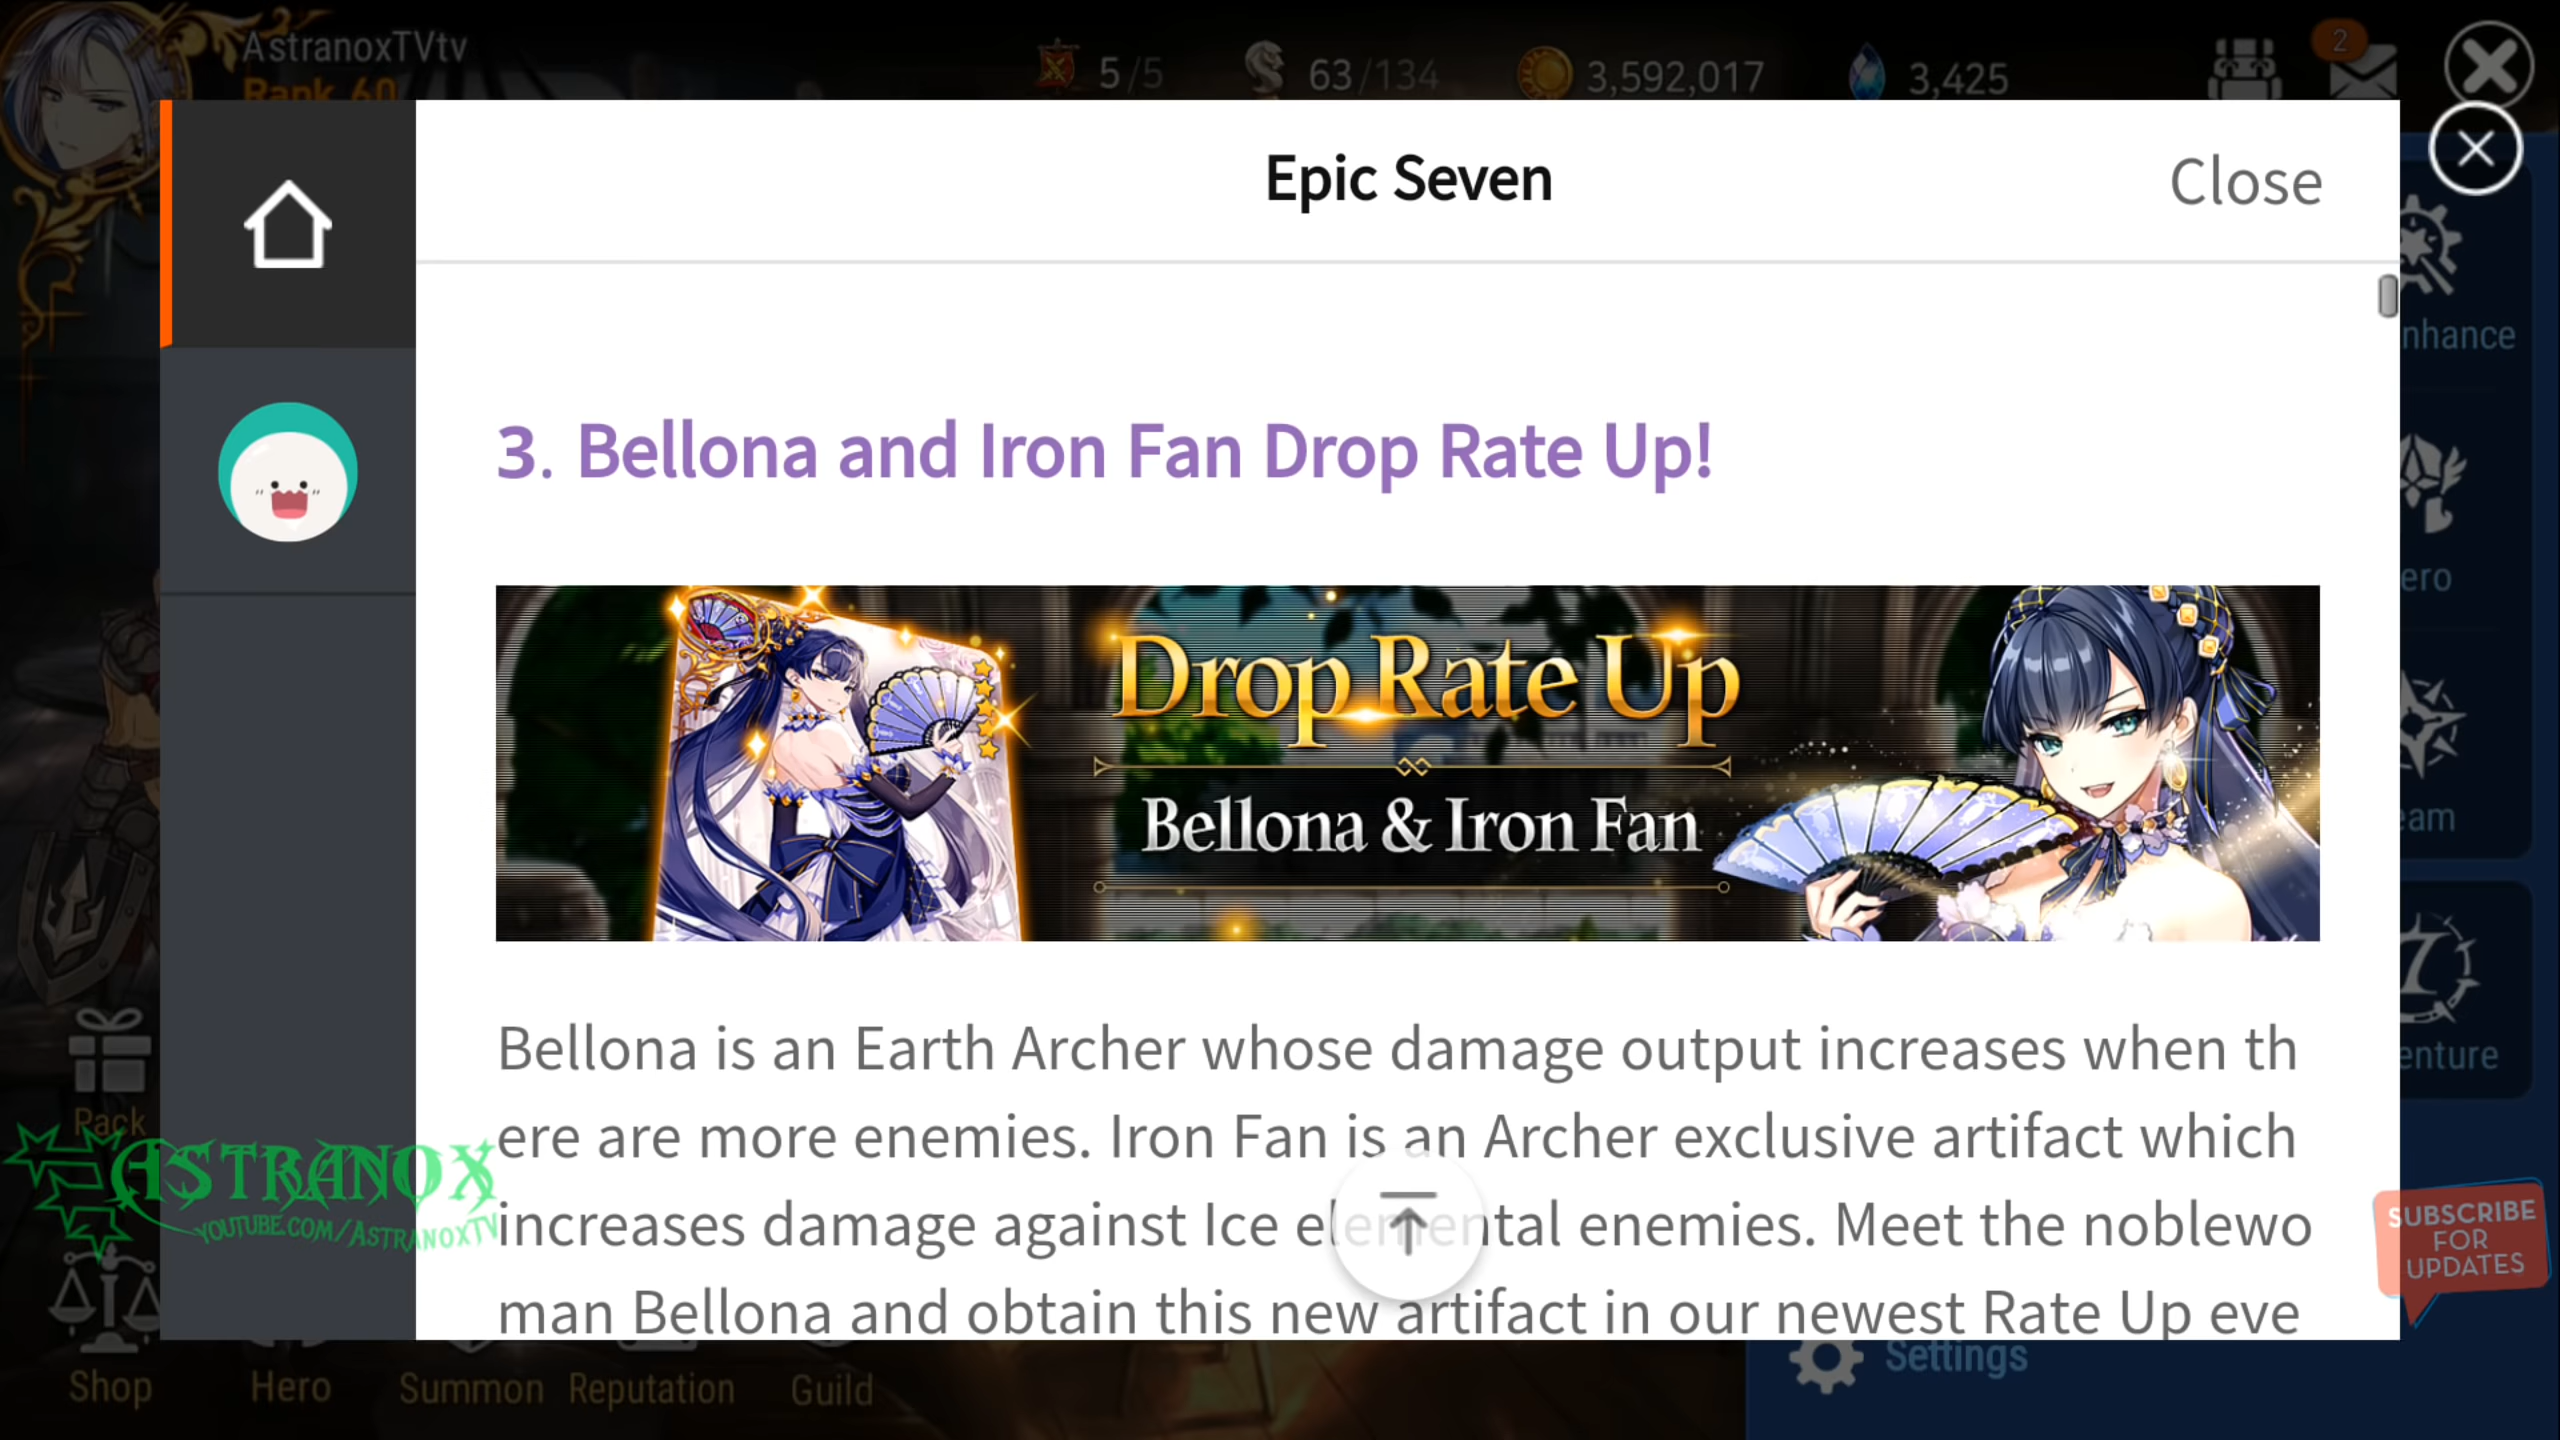 AstranoxTVtv
Rank 60
5/5
63/134
3,592,017
3,425
2
Epic Seven
Close
nhance
3. Bellona and Iron Fan Drop Rate Up!
ero
Drop Rate Up
Bellona & Iron Fan
eam
Bellona is an Earth Archer whose damage output increases when th
enture
ere are more enemies. Iron Fan is an Archer exclusive artifact which
increases damage against Ice elemental enemies. Meet the noblewo
man Bellona and obtain this new artifact in our newest Rate Up eve
Pack
ASTRANOX
YOUTUBE.COM/ASTRANOXTV
SUBSCRIBE
FOR
UPDATES
Settings
Shop
Hero
Summon
Reputation
Guild